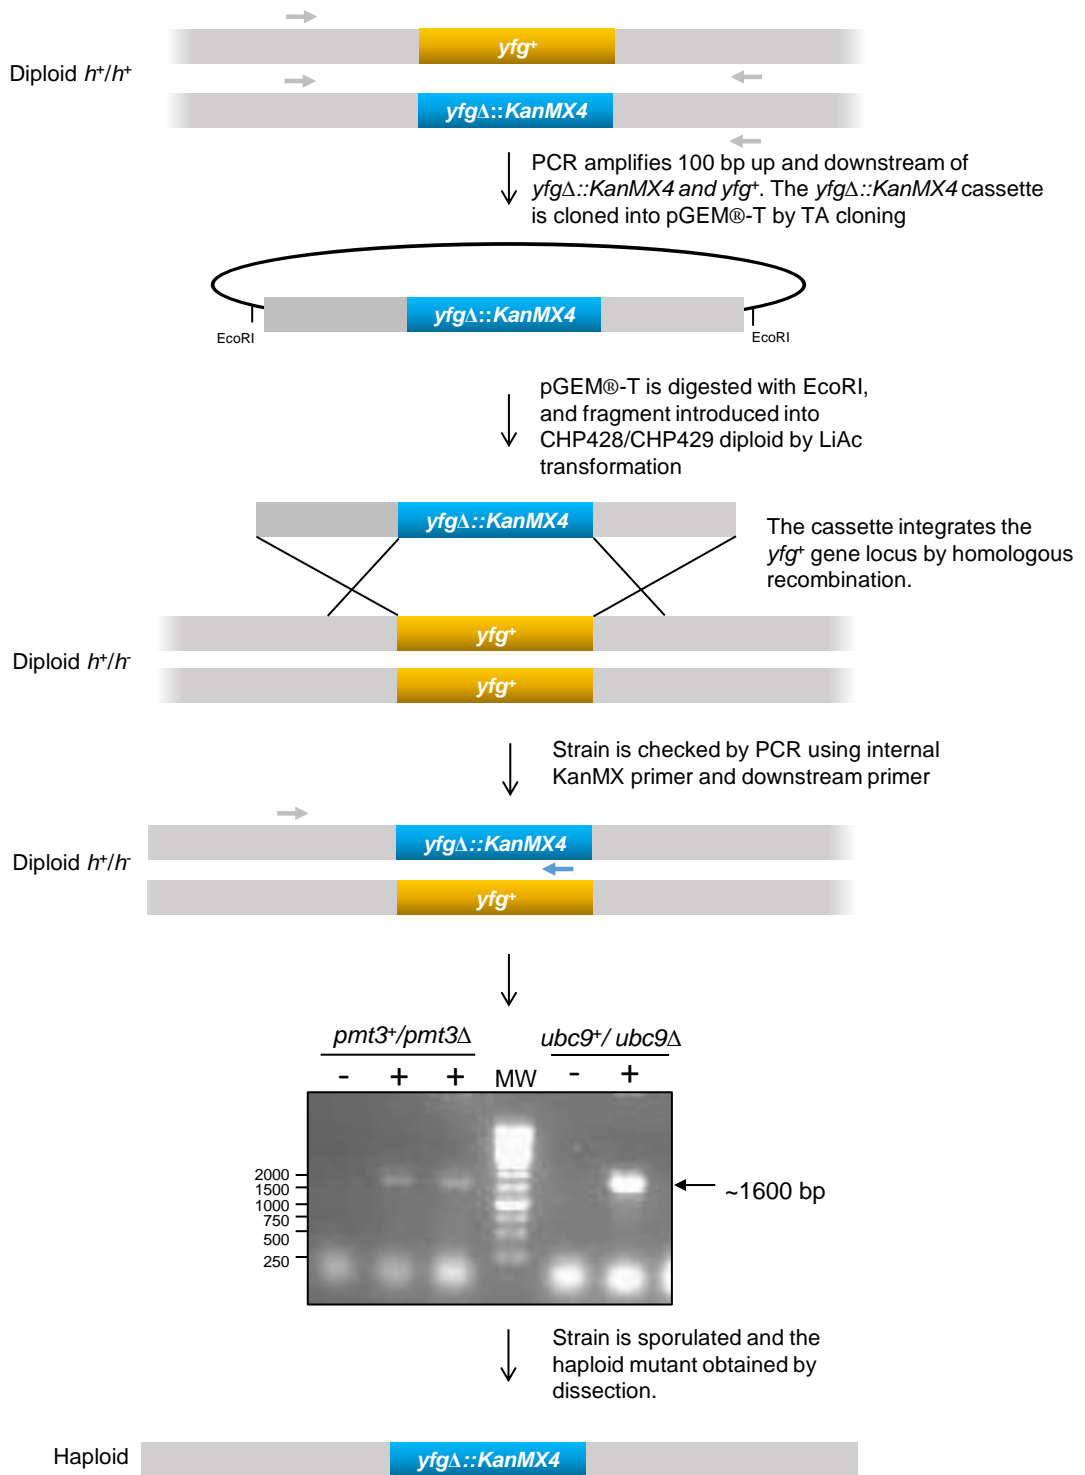 yfg⁺
Diploid h⁺/h⁺
yfgΔ::KanMX4
PCR amplifies 100 bp up and downstream of
yfgΔ::KanMX4 and yfg⁺. The yfgΔ::KanMX4 cassette
is cloned into pGEM®-T by TA cloning
yfgΔ::KanMX4
EcoRI
EcoRI
pGEM®-T is digested with EcoRI,
and fragment introduced into
CHP428/CHP429 diploid by LiAc
transformation
yfgΔ::KanMX4
The cassette integrates the
yfg⁺ gene locus by homologous
recombination.
yfg⁺
Diploid h⁺/h⁻
yfg⁺
Strain is checked by PCR using internal
KanMX primer and downstream primer
yfgΔ::KanMX4
Diploid h⁺/h⁻
yfg⁺
pmt3⁺/pmt3Δ
ubc9⁺/ ubc9Δ
- + + MW - +
2000
1500
1000
750
500
250
~1600 bp
Strain is sporulated and the
haploid mutant obtained by
dissection.
Haploid
yfgΔ::KanMX4